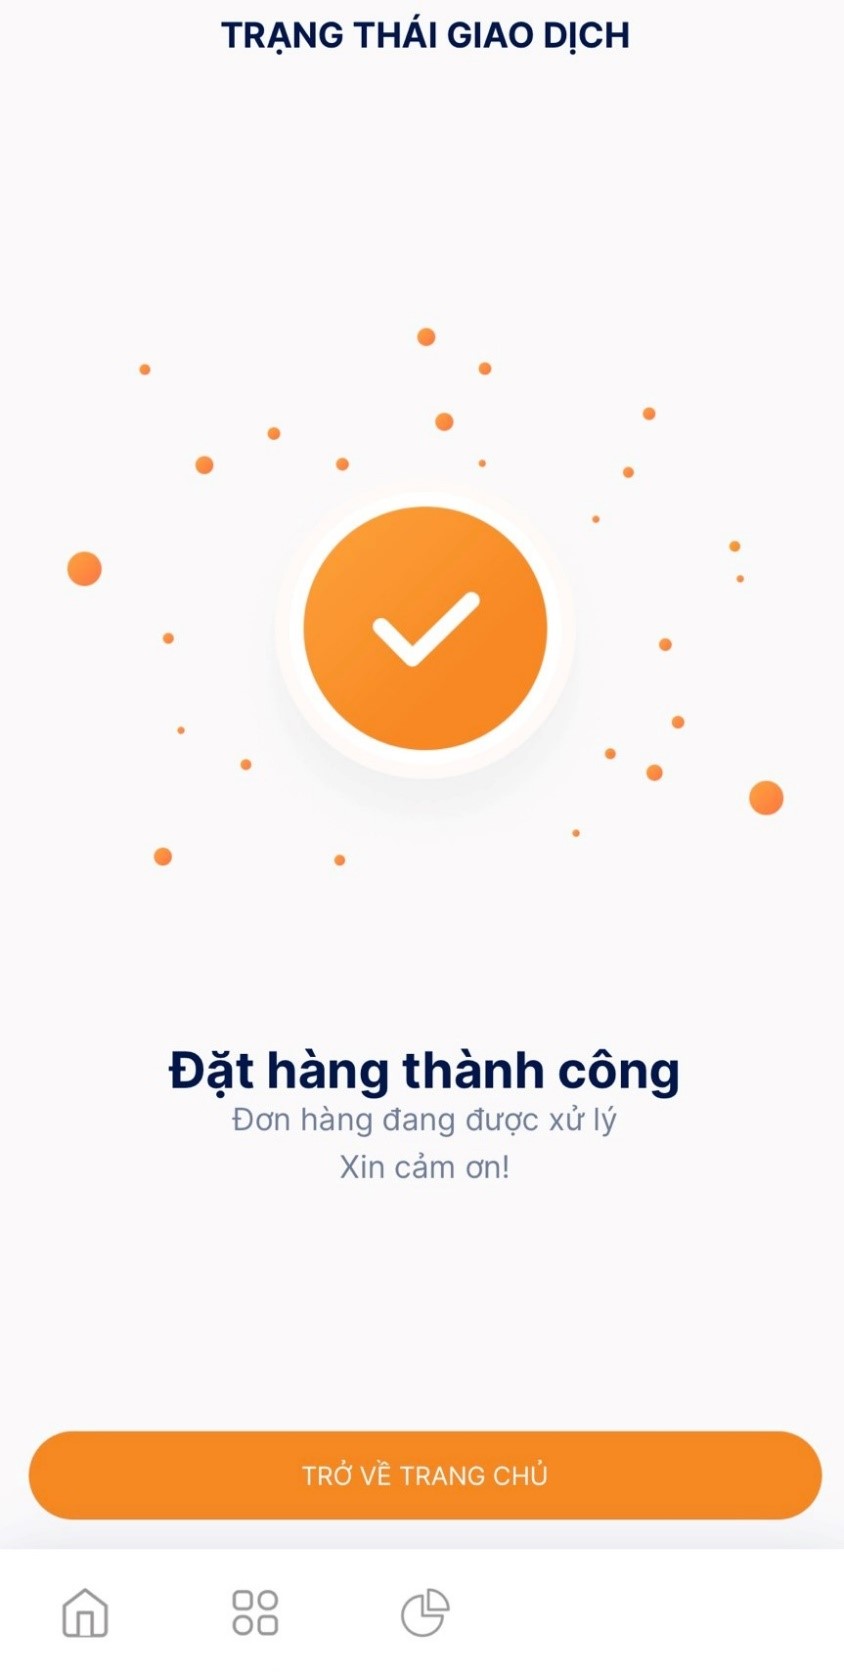 TRẠNG THÁI GIAO DỊCH
Đặt hàng thành công
Đơn hàng đang được xử lý
Xin cảm ơn!
TRỞ VỀ TRANG CHỦ